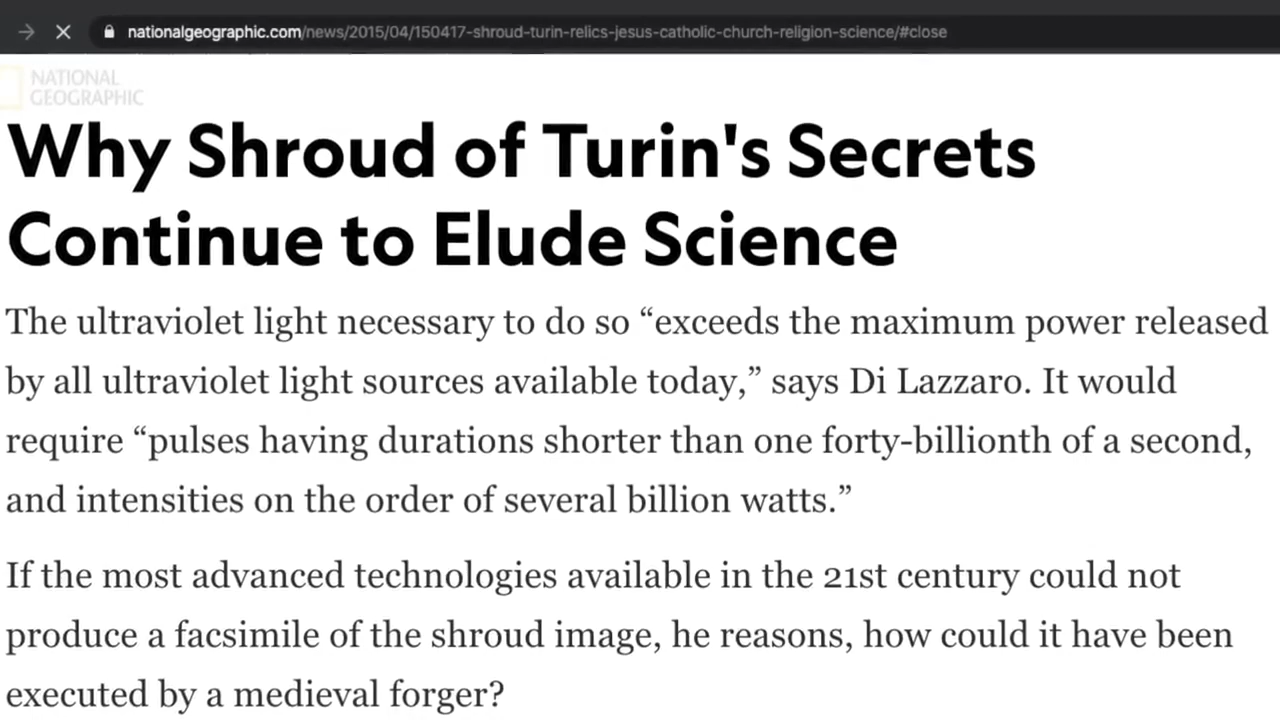 nationalgeographic.com/news/2015/04/150417-shroud-turin-relics-jesus-catholic-church-religion-science/#close
NATIONAL
GEOGRAPHIC
Why Shroud of Turin's Secrets
Continue to Elude Science
The ultraviolet light necessary to do so “exceeds the maximum power released
by all ultraviolet light sources available today,” says Di Lazzaro. It would
require “pulses having durations shorter than one forty-billionth of a second,
and intensities on the order of several billion watts.”
If the most advanced technologies available in the 21st century could not
produce a facsimile of the shroud image, he reasons, how could it have been
executed by a medieval forger?